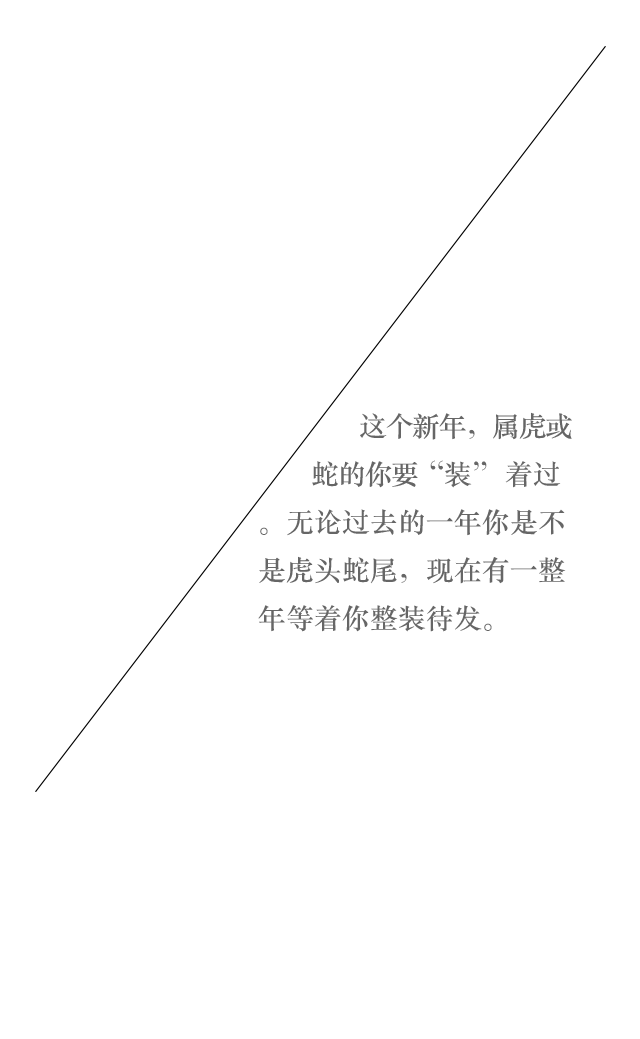 这个新年，属虎或
蛇的你要“装”着过
。无论过去的一年你是不
是虎头蛇尾，现在有一整
年等着你整装待发。